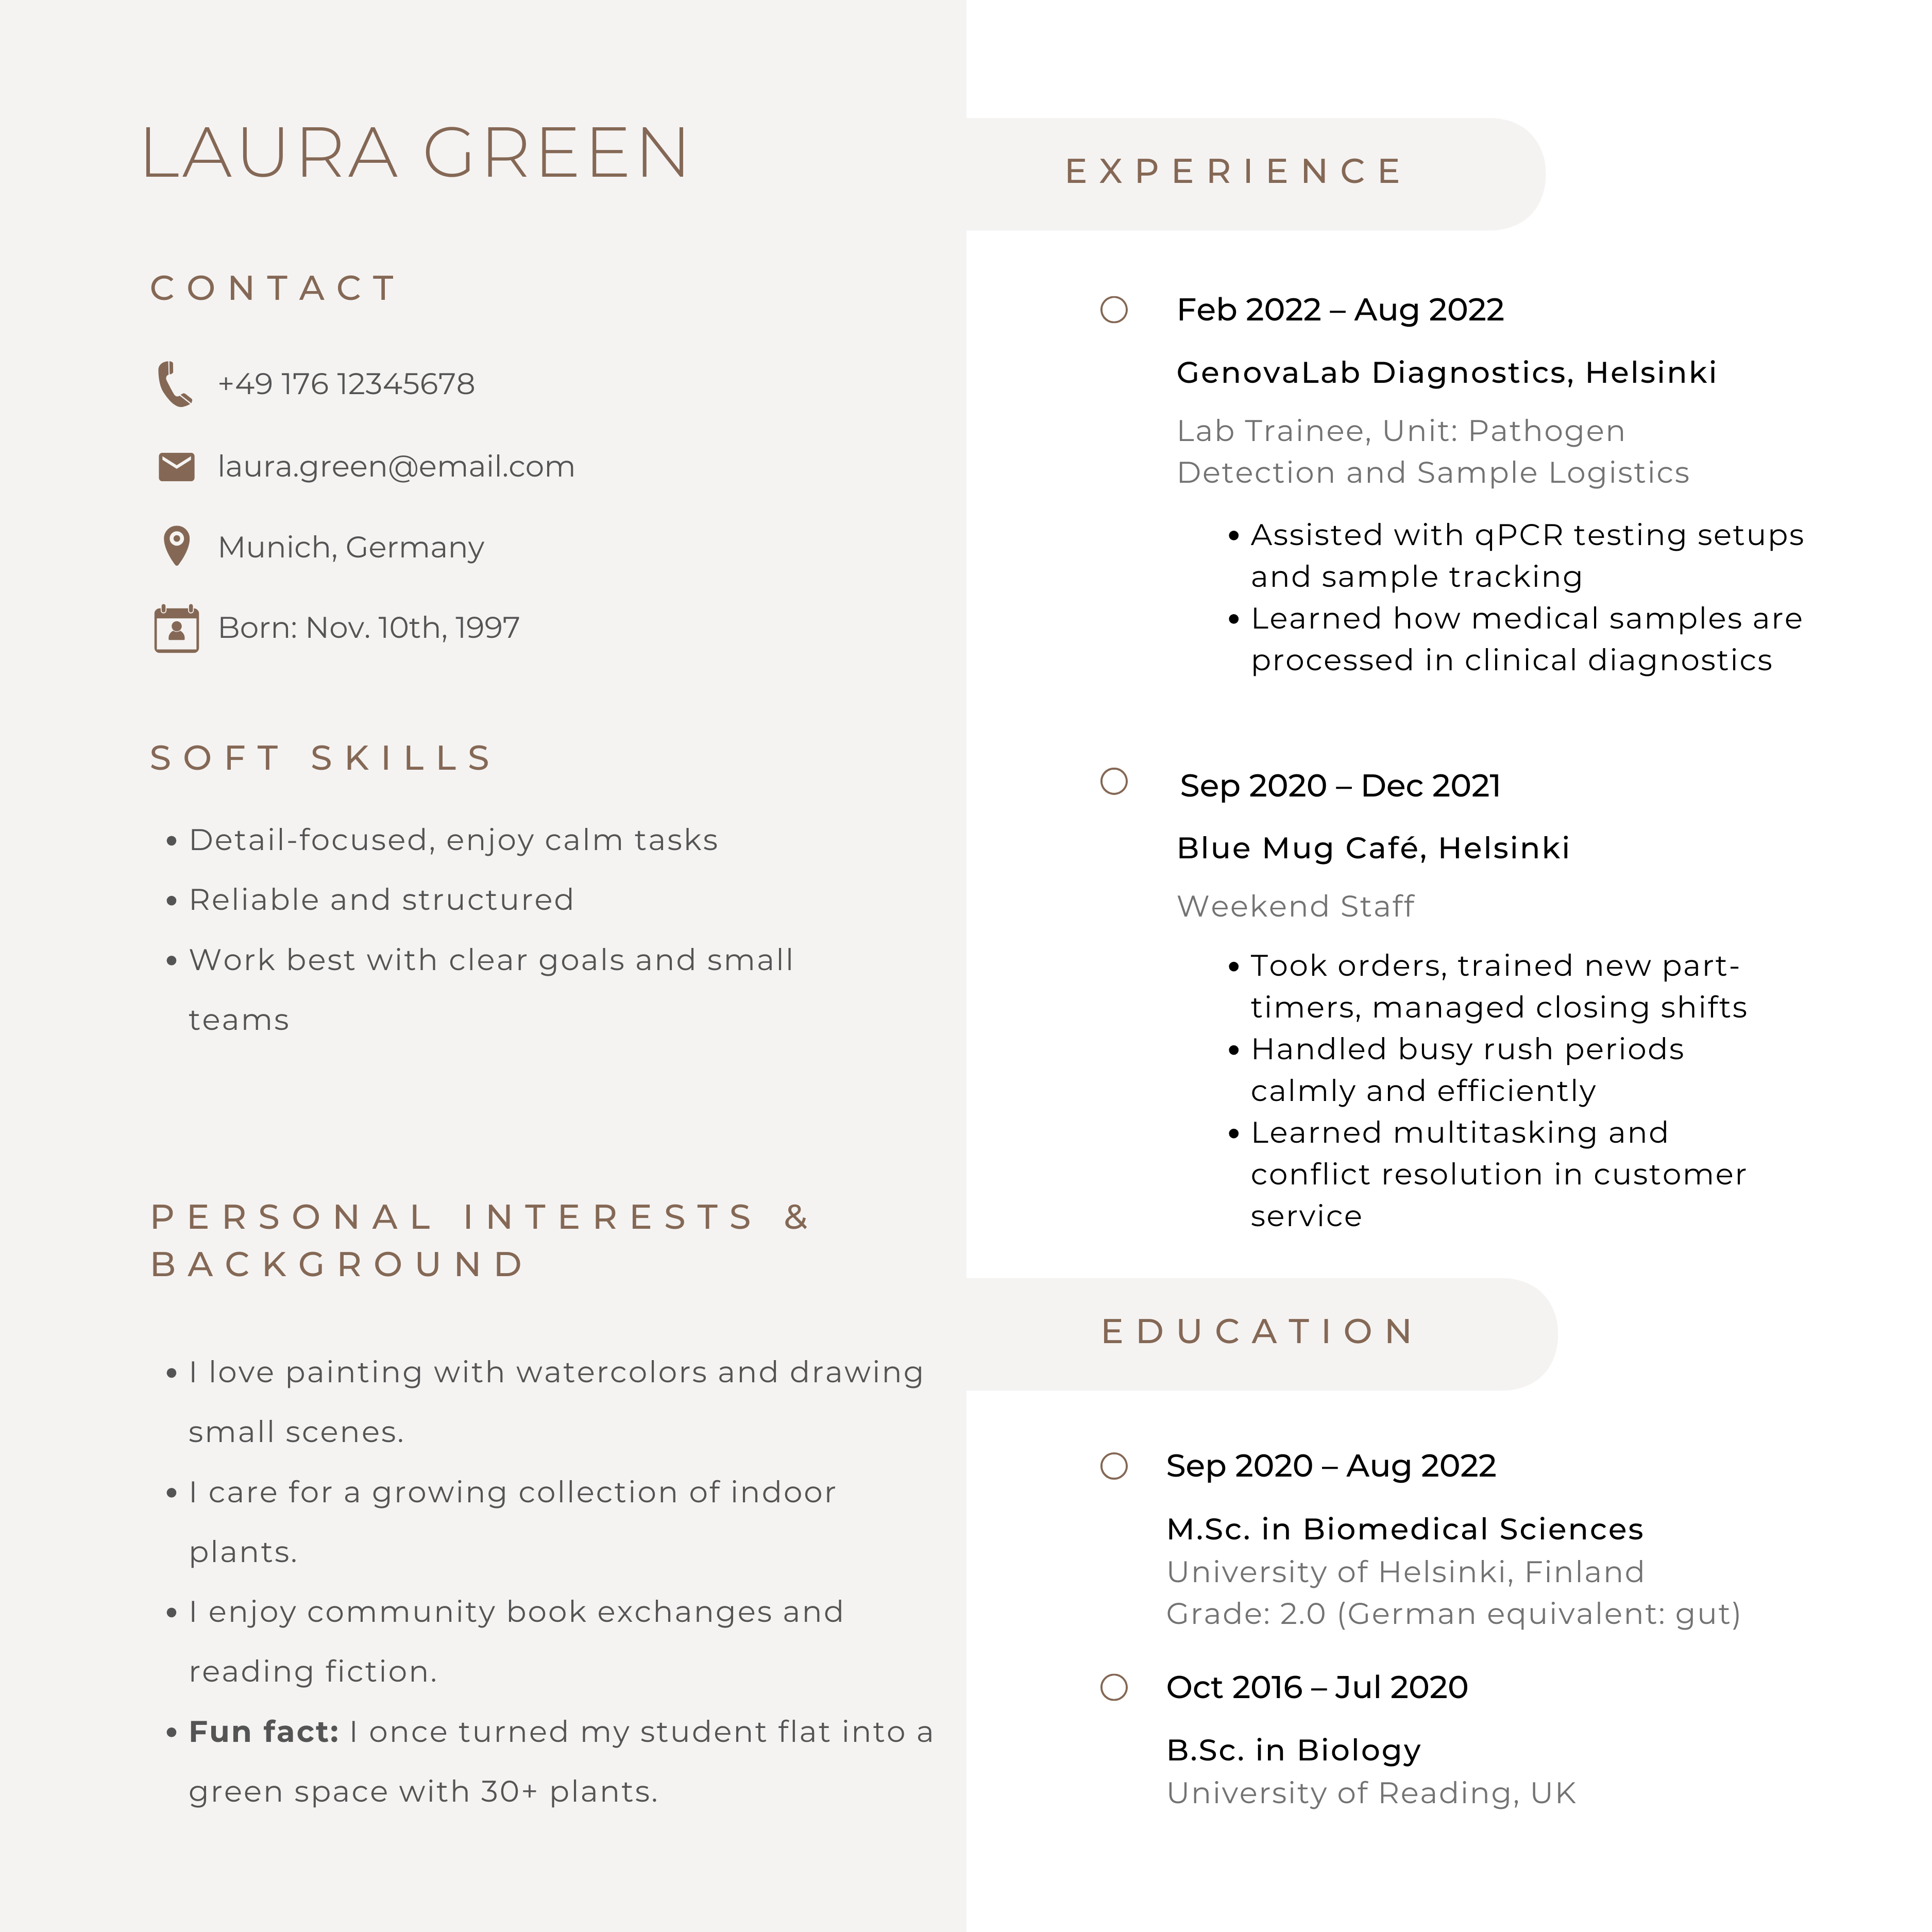 LAURA GREEN
CONTACT
+49 176 12345678
laura.green@email.com
Munich, Germany
Born: Nov. 10th, 1997
SOFT SKILLS
• Detail-focused, enjoy calm tasks
• Reliable and structured
• Work best with clear goals and small
teams
PERSONAL INTERESTS &
BACKGROUND
• I love painting with watercolors and drawing
small scenes.
• I care for a growing collection of indoor
plants.
• I enjoy community book exchanges and
reading fiction.
• Fun fact: I once turned my student flat into a
green space with 30+ plants.
EXPERIENCE
Feb 2022 – Aug 2022
GenovaLab Diagnostics, Helsinki
Lab Trainee, Unit: Pathogen
Detection and Sample Logistics
• Assisted with qPCR testing setups
and sample tracking
• Learned how medical samples are
processed in clinical diagnostics
Sep 2020 – Dec 2021
Blue Mug Café, Helsinki
Weekend Staff
• Took orders, trained new part-
timers, managed closing shifts
• Handled busy rush periods
calmly and efficiently
• Learned multitasking and
conflict resolution in customer
service
EDUCATION
Sep 2020 – Aug 2022
M.Sc. in Biomedical Sciences
University of Helsinki, Finland
Grade: 2.0 (German equivalent: gut)
Oct 2016 – Jul 2020
B.Sc. in Biology
University of Reading, UK